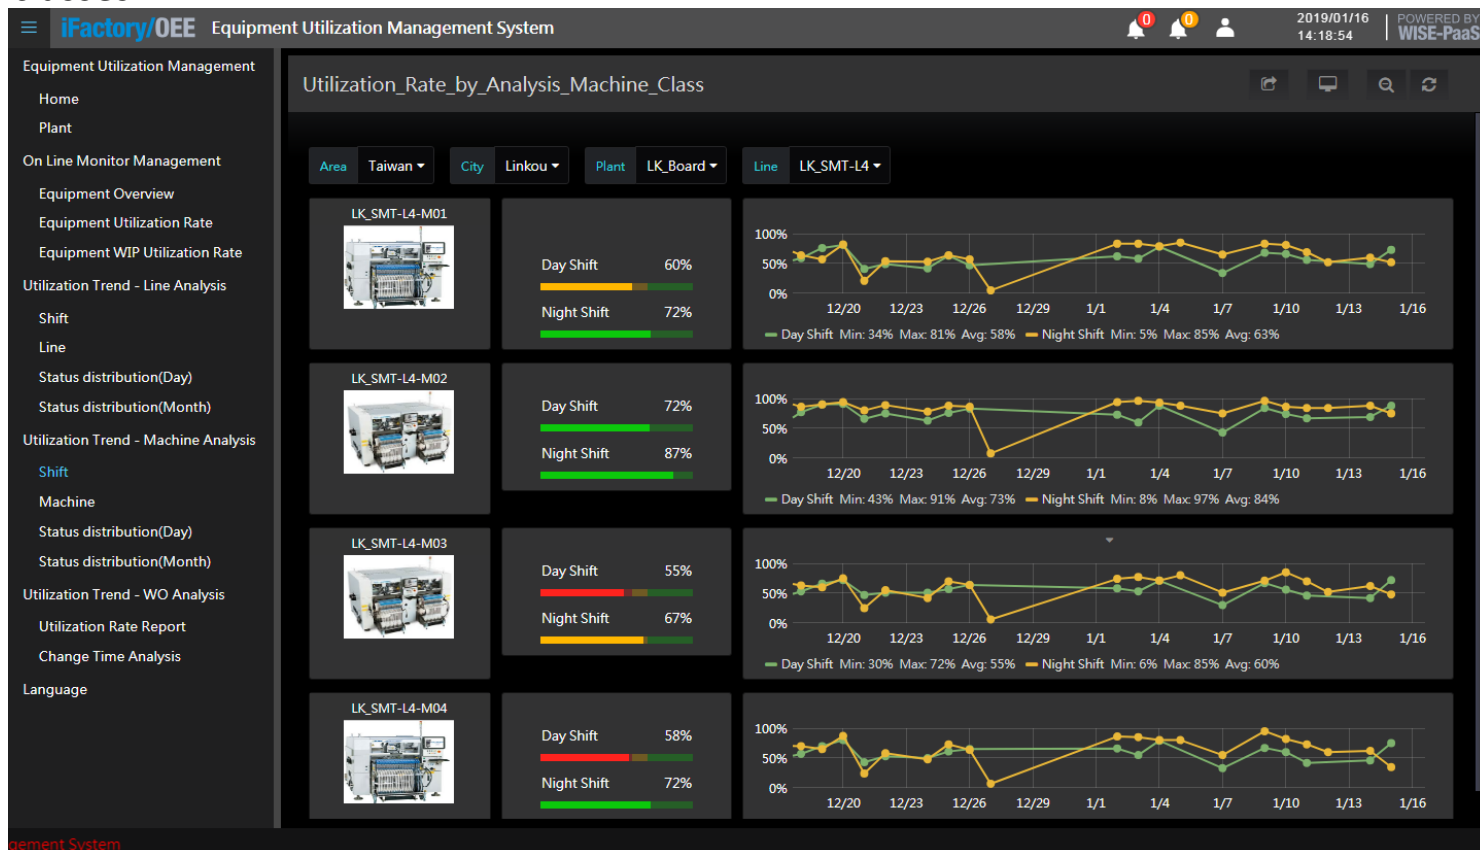 iFactory/OEE Equipment Utilization Management System
0
0
2019/01/16
14:18:54
POWERED BY
WISE-PaaS
Equipment Utilization Management
Home
Plant
On Line Monitor Management
Equipment Overview
Equipment Utilization Rate
Equipment WIP Utilization Rate
Utilization Trend - Line Analysis
Shift
Line
Status distribution(Day)
Status distribution(Month)
Utilization Trend - Machine Analysis
Shift
Machine
Status distribution(Day)
Status distribution(Month)
Utilization Trend - WO Analysis
Utilization Rate Report
Change Time Analysis
Language
Utilization_Rate_by_Analysis_Machine_Class
Area Taiwan City Linkou Plant LK_Board Line LK_SMT-L4
LK_SMT-L4-M01
Day Shift 60%
Night Shift 72%
100%
50%
0%
12/20 12/23 12/26 12/29 1/1 1/4 1/7 1/10 1/13 1/16
Day Shift Min: 34% Max: 81% Avg: 58% Night Shift Min: 5% Max: 85% Avg: 63%
LK_SMT-L4-M02
Day Shift 72%
Night Shift 87%
100%
50%
0%
12/20 12/23 12/26 12/29 1/1 1/4 1/7 1/10 1/13 1/16
Day Shift Min: 43% Max: 91% Avg: 73% Night Shift Min: 8% Max: 97% Avg: 84%
LK_SMT-L4-M03
Day Shift 55%
Night Shift 67%
100%
50%
0%
12/20 12/23 12/26 12/29 1/1 1/4 1/7 1/10 1/13 1/16
Day Shift Min: 30% Max: 72% Avg: 55% Night Shift Min: 6% Max: 85% Avg: 60%
LK_SMT-L4-M04
Day Shift 58%
Night Shift 72%
100%
50%
0%
12/20 12/23 12/26 12/29 1/1 1/4 1/7 1/10 1/13 1/16
gement System